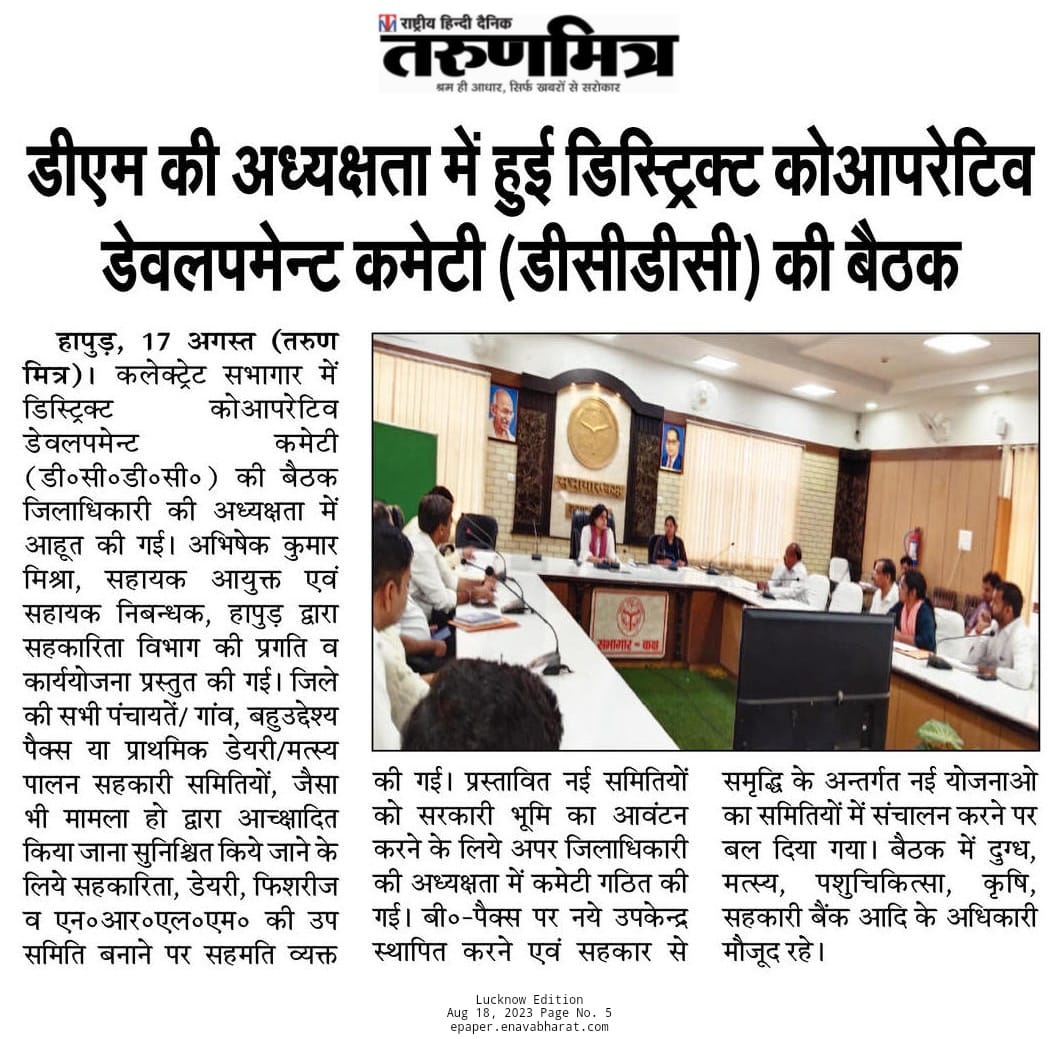 राष्ट्रीय हिन्दी दैनिक
तरुणमित्र
श्रम ही आधार, सिर्फ खबरों से सरोकार
डीएम की अध्यक्षता में हुई डिस्ट्रिक्ट कोआपरेटिव
डेवलपमेन्ट कमेटी (डीसीडीसी) की बैठक
हापुड़, 17 अगस्त (तरुण
मित्र)। कलेक्ट्रेट सभागार में
डिस्ट्रिक्ट कोआपरेटिव
डेवलपमेन्ट कमेटी
(डी०सी०डी०सी०) की बैठक
जिलाधिकारी की अध्यक्षता में
आहूत की गई। अभिषेक कुमार
मिश्रा, सहायक आयुक्त एवं
सहायक निबन्धक, हापुड़ द्वारा
सहकारिता विभाग की प्रगति व
कार्ययोजना प्रस्तुत की गई। जिले
की सभी पंचायतें/ गांव, बहुउद्देश्य
पैक्स या प्राथमिक डेयरी/मत्स्य
पालन सहकारी समितियों, जैसा
भी मामला हो द्वारा आच्क्षादित
किया जाना सुनिश्चित किये जाने के
लिये सहकारिता, डेयरी, फिशरीज
व एन०आर०एल०एम० की उप
समिति बनाने पर सहमति व्यक्त
सभागार - कक्ष
की गई। प्रस्तावित नई समितियों
को सरकारी भूमि का आवंटन
करने के लिये अपर जिलाधिकारी
की अध्यक्षता में कमेटी गठित की
गई। बी०-पैक्स पर नये उपकेन्द्र
स्थापित करने एवं सहकार से
समृद्धि के अन्तर्गत नई योजनाओ
का समितियों में संचालन करने पर
बल दिया गया। बैठक में दुग्ध,
मत्स्य, पशुचिकित्सा, कृषि,
सहकारी बैंक आदि के अधिकारी
मौजूद रहे।
Lucknow Edition
Aug 18, 2023 Page No. 5
epaper.enavabharat.com